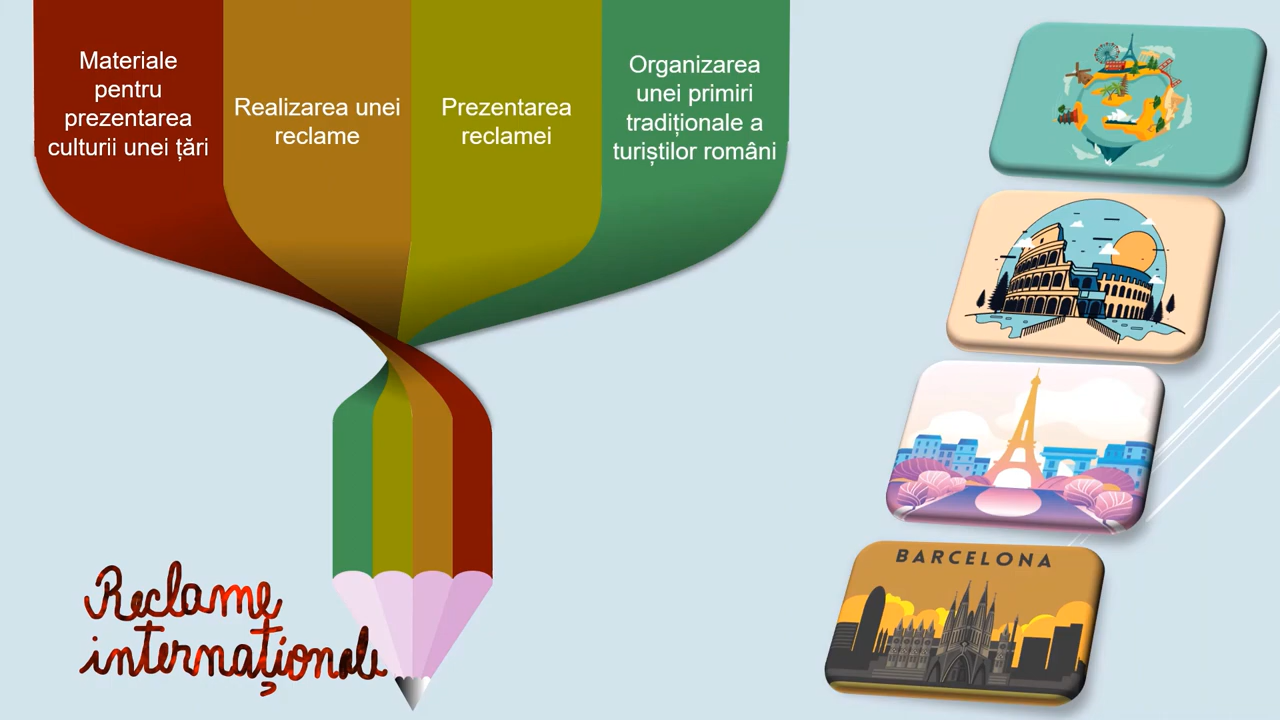 Materiale
pentru
prezentarea
culturii unei țări
Realizarea unei
reclame
Prezentarea
reclamei
Organizarea
unei primiri
tradiționale a
turiștilor români
Reclame
internaționale
BARCELONA